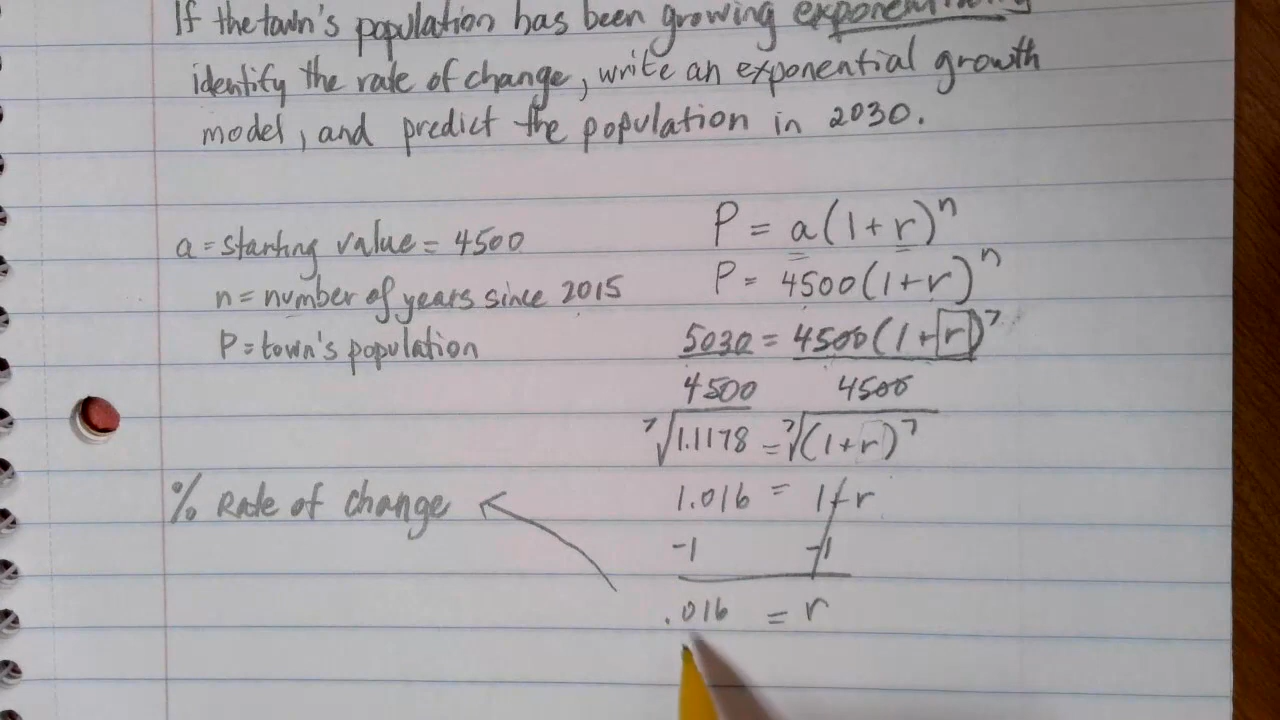 If the town's population has been growing exponentially
identify the rate of change, write an exponential growth
model, and predict the population in 2030.
a = starting value = 4500
n = number of years since 2015
P = town's population
% Rate of change
P = a(1+r)^n
P = 4500(1+r)^n
5030 = 4500(1+r)^7
4500 4500
7√1.1178 = 7√(1+r)^7
1.016 = 1+r
-1 -1
.016 = r